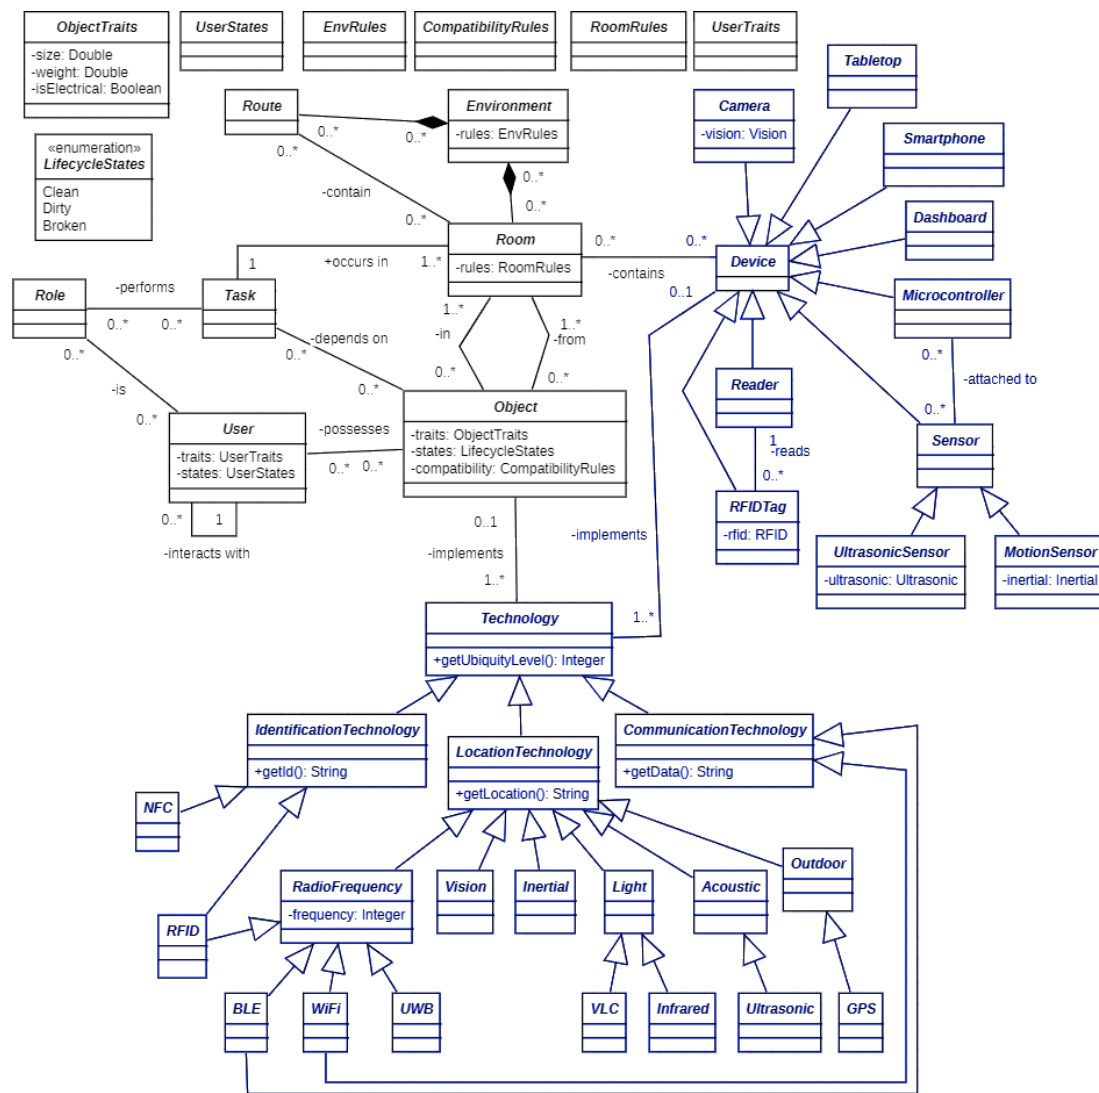 ObjectTraits
-size: Double
-weight: Double
-isElectrical: Boolean
UserStates
EnvRules
CompatibilityRules
RoomRules
UserTraits
«enumeration»
LifecycleStates
Clean
Dirty
Broken
Route
0..*
0..*
Environment
-rules: EnvRules
0..*
0..*
0..*
-contain
0..*
Camera
-vision: Vision
Tabletop
Smartphone
Dashboard
Room
-rules: RoomRules
0..*
0..*
-contains
Device
0..1
1
+occurs in
1..*
Role
-performs
0..*
0..*
Task
Microcontroller
0..*
-attached to
0..*
0..*
-depends on
0..*
1..*
-in
0..*
1..*
-from
0..*
0..*
-is
0..*
Reader
1
-reads
0..*
Sensor
User
-traits: UserTraits
-states: UserStates
-possesses
0..*
0..*
Object
-traits: ObjectTraits
-states: LifecycleStates
-compatibility: CompatibilityRules
0..*
1
-interacts with
RFIDTag
-rfid: RFID
UltrasonicSensor
-ultrasonic: Ultrasonic
MotionSensor
-inertial: Inertial
0..1
-implements
1..*
-implements
1..*
Technology
+getUbiquityLevel(): Integer
IdentificationTechnology
+getId(): String
LocationTechnology
+getLocation(): String
CommunicationTechnology
+getData(): String
NFC
RFID
RadioFrequency
-frequency: Integer
Vision
Inertial
Light
Acoustic
Outdoor
BLE
WiFi
UWB
VLC
Infrared
Ultrasonic
GPS